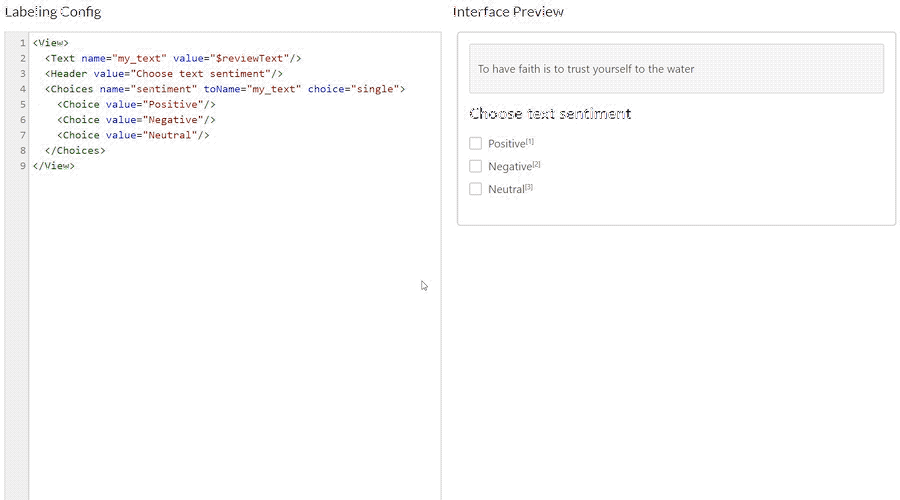 Labeling Config
1 <View>
2 <Text name="my_text" value="$reviewText"/>
3 <Header value="Choose text sentiment"/>
4 <Choices name="sentiment" toName="my_text" choice="single">
5 <Choice value="Positive"/>
6 <Choice value="Negative"/>
7 <Choice value="Neutral"/>
8 </Choices>
9 </View>
Interface Preview
To have faith is to trust yourself to the water
Choose text sentiment
Positive[1]
Negative[2]
Neutral[3]